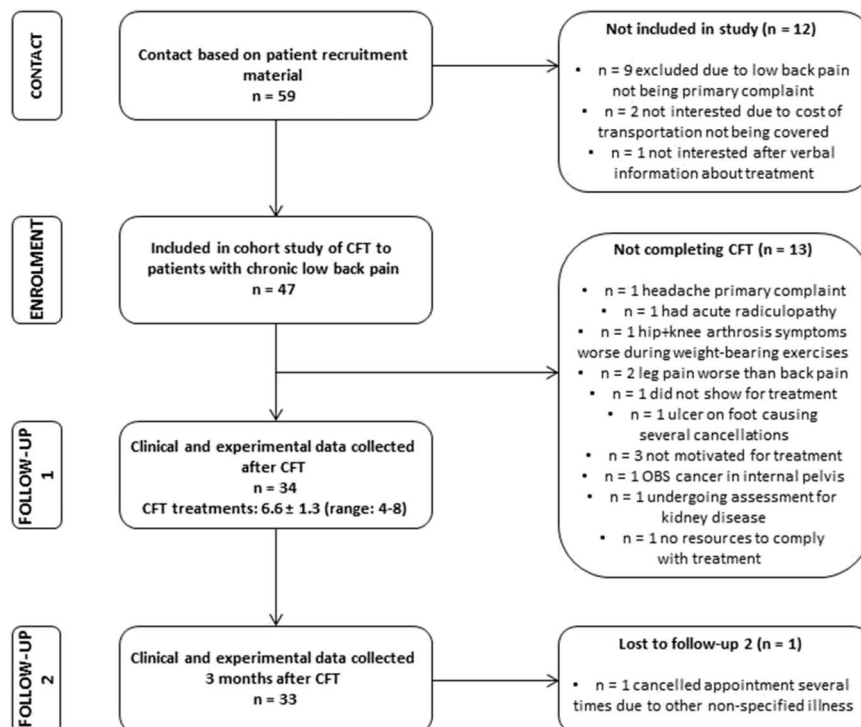 CONTACT
Contact based on patient recruitment
material
n = 59
Not included in study (n = 12)
• n = 9 excluded due to low back pain
not being primary complaint
• n = 2 not interested due to cost of
transportation not being covered
• n = 1 not interested after verbal
information about treatment
ENROLMENT
Included in cohort study of CFT to
patients with chronic low back pain
n = 47
Not completing CFT (n = 13)
• n = 1 headache primary complaint
• n = 1 had acute radiculopathy
• n = 1 hip+knee arthrosis symptoms
worse during weight-bearing exercises
• n = 2 leg pain worse than back pain
• n = 1 did not show for treatment
• n = 1 ulcer on foot causing
several cancellations
• n = 3 not motivated for treatment
• n = 1 OBS cancer in internal pelvis
• n = 1 undergoing assessment for
kidney disease
• n = 1 no resources to comply
with treatment
FOLLOW-UP
1
Clinical and experimental data collected
after CFT
n = 34
CFT treatments: 6.6 ± 1.3 (range: 4-8)
FOLLOW-UP
2
Clinical and experimental data collected
3 months after CFT
n = 33
Lost to follow-up 2 (n = 1)
• n = 1 cancelled appointment several
times due to other non-specified illness